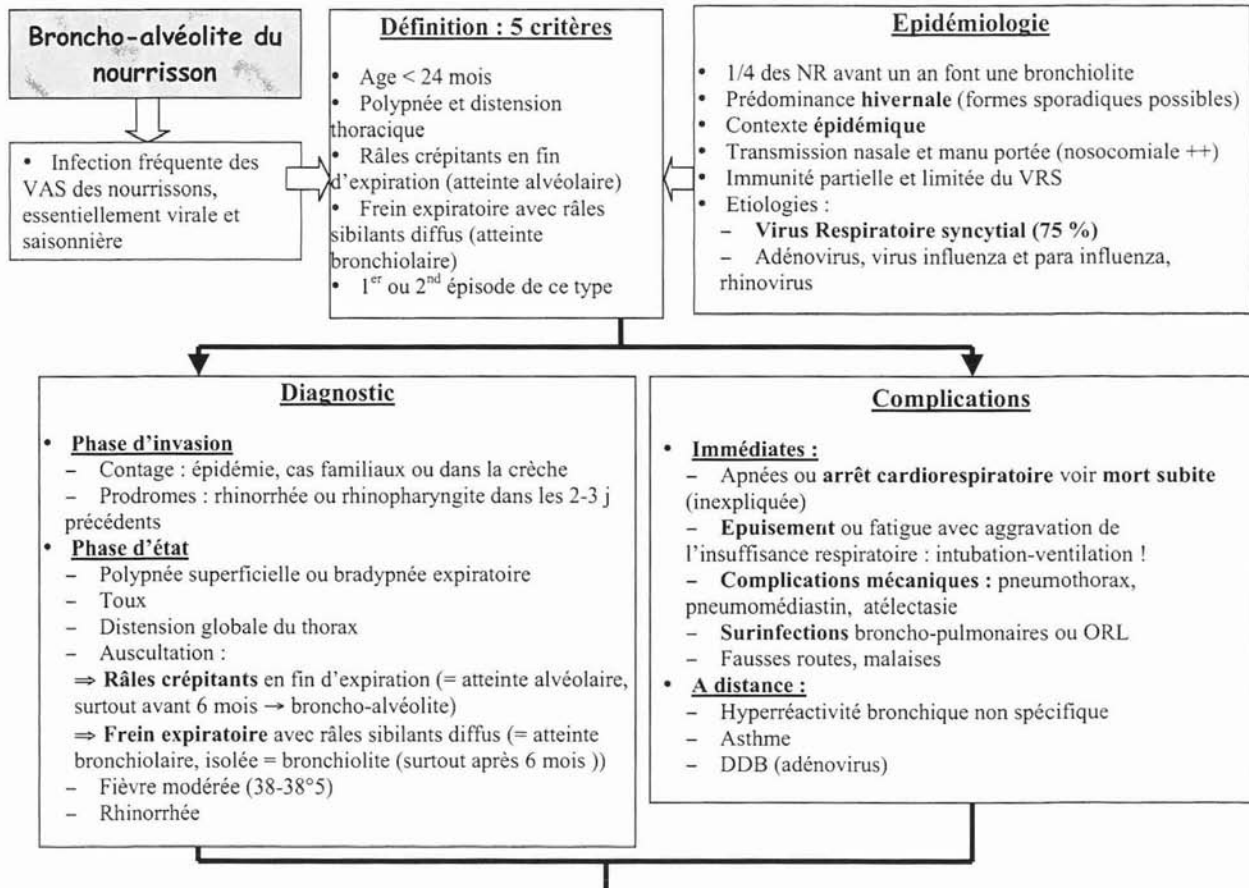 Broncho-alvéolite du
nourrisson
• Infection fréquente des
VAS des nourrissons,
essentiellement virale et
saisonnière
Définition : 5 critères
• Age < 24 mois
• Polypnée et distension
thoracique
• Râles crépitants en fin
d'expiration (atteinte alvéolaire)
• Frein expiratoire avec râles
sibilants diffus (atteinte
bronchiolaire)
• 1er ou 2nd épisode de ce type
Epidémiologie
• 1/4 des NR avant un an font une bronchiolite
• Prédominance hivernale (formes sporadiques possibles)
• Contexte épidémique
• Transmission nasale et manu portée (nosocomiale ++)
• Immunité partielle et limitée du VRS
• Etiologies :
– Virus Respiratoire syncytial (75 %)
– Adénovirus, virus influenza et para influenza,
rhinovirus
Diagnostic
• Phase d'invasion
– Contage : épidémie, cas familiaux ou dans la crèche
– Prodromes : rhinorrhée ou rhinopharyngite dans les 2-3 j
précédents
• Phase d'état
– Polypnée superficielle ou bradypnée expiratoire
– Toux
– Distension globale du thorax
– Auscultation :
⇒ Râles crépitants en fin d'expiration (= atteinte alvéolaire,
surtout avant 6 mois → broncho-alvéolite)
⇒ Frein expiratoire avec râles sibilants diffus (= atteinte
bronchiolaire, isolée = bronchiolite (surtout après 6 mois ))
– Fièvre modérée (38-38°5)
– Rhinorrhée
Complications
• Immédiates :
– Apnées ou arrêt cardiorespiratoire voir mort subite
(inexpliquée)
– Epuisement ou fatigue avec aggravation de
l'insuffisance respiratoire : intubation-ventilation !
– Complications mécaniques : pneumothorax,
pneumomédiastin, atélectasie
– Surinfections broncho-pulmonaires ou ORL
– Fausses routes, malaises
• A distance :
– Hyperréactivité bronchique non spécifique
– Asthme
– DDB (adénovirus)